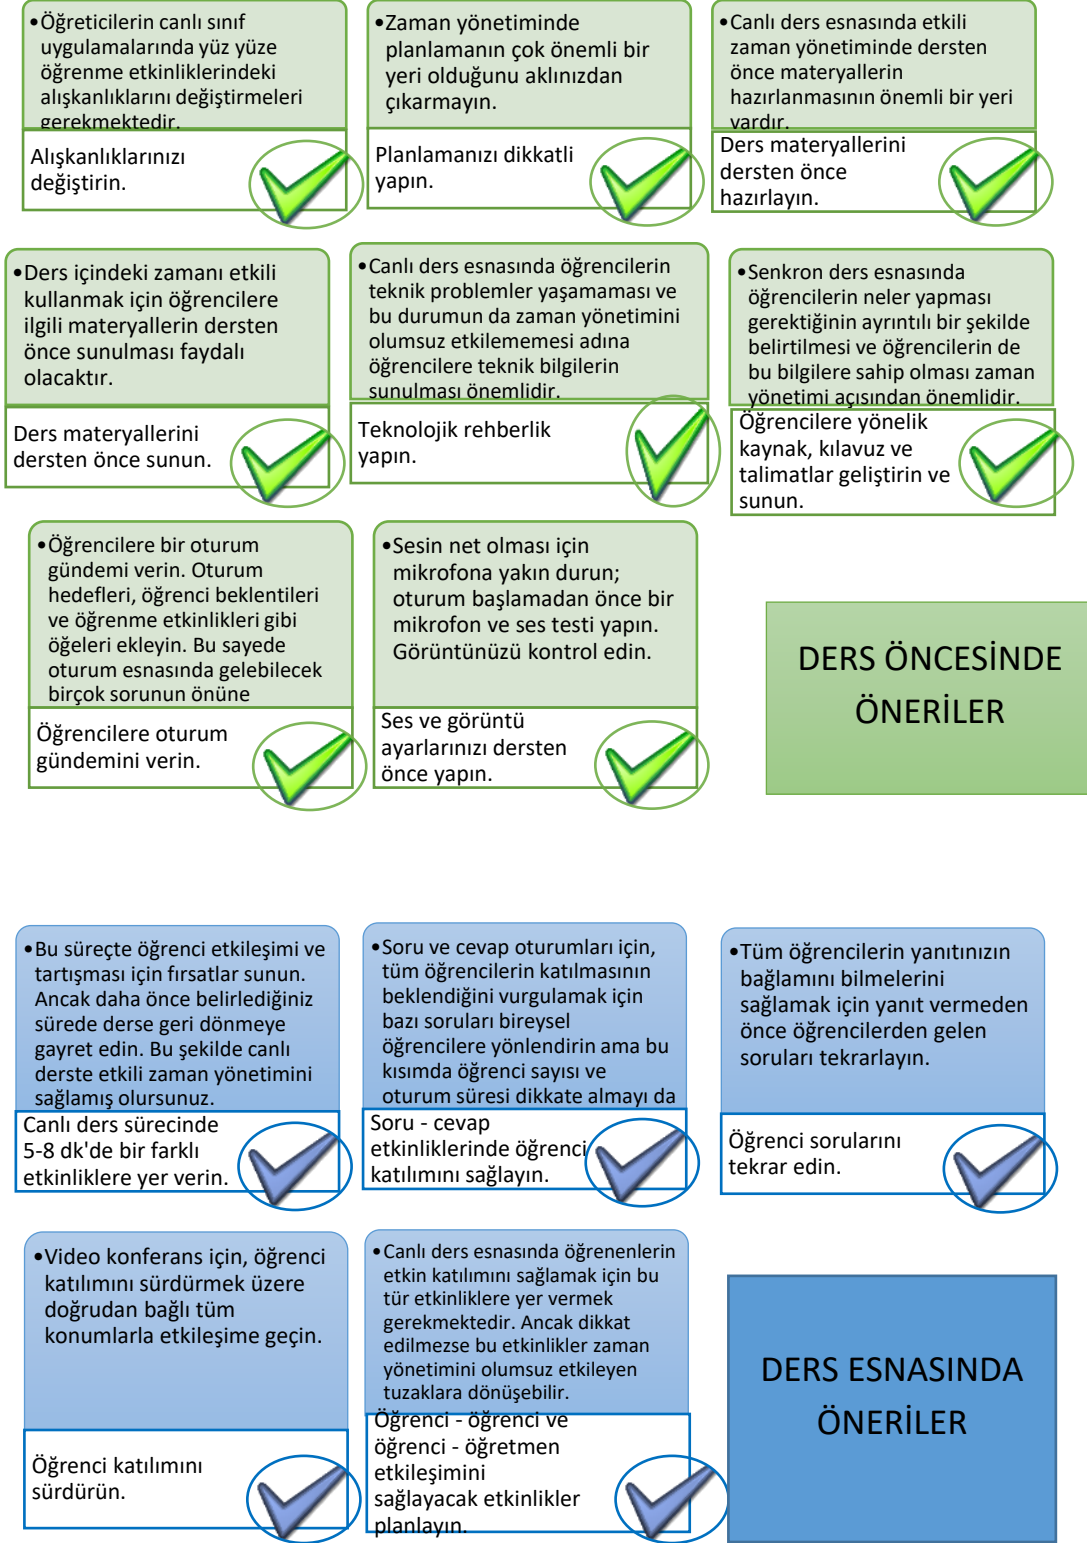 •Öğreticilerin canlı sınıf
uygulamalarında yüz yüze
öğrenme etkinliklerindeki
alışkanlıklarını değiştirmeleri
gerekmektedir.
Alışkanlıklarınızı
değiştirin.
•Zaman yönetiminde
planlamanın çok önemli bir
yeri olduğunu aklınızdan
çıkarmayın.
Planlamanızı dikkatli
yapın.
•Canlı ders esnasında etkili
zaman yönetiminde dersten
önce materyallerin
hazırlanmasının önemli bir yeri
vardır.
Ders materyallerini
dersten önce
hazırlayın.
•Ders içindeki zamanı etkili
kullanmak için öğrencilere
ilgili materyallerin dersten
önce sunulması faydalı
olacaktır.
Ders materyallerini
dersten önce sunun.
•Canlı ders esnasında öğrencilerin
teknik problemler yaşamaması ve
bu durumun da zaman yönetimini
olumsuz etkilememesi adına
öğrencilere teknik bilgilerin
sunulması önemlidir.
Teknolojik rehberlik
yapın.
•Senkron ders esnasında
öğrencilerin neler yapması
gerektiğinin ayrıntılı bir şekilde
belirtilmesi ve öğrencilerin de
bu bilgilere sahip olması zaman
yönetimi açısından önemlidir.
Öğrencilere yönelik
kaynak, kılavuz ve
talimatlar geliştirin ve
sunun.
•Öğrencilere bir oturum
gündemi verin. Oturum
hedefleri, öğrenci beklentileri
ve öğrenme etkinlikleri gibi
öğeleri ekleyin. Bu sayede
oturum esnasında gelebilecek
birçok sorunun önüne
Öğrencilere oturum
gündemini verin.
•Sesin net olması için
mikrofona yakın durun;
oturum başlamadan önce bir
mikrofon ve ses testi yapın.
Görüntünüzü kontrol edin.
Ses ve görüntü
ayarlarınızı dersten
önce yapın.
DERS ÖNCESİNDE
ÖNERİLER
•Bu süreçte öğrenci etkileşimi ve
tartışması için fırsatlar sunun.
Ancak daha önce belirlediğiniz
sürede derse geri dönmeye
gayret edin. Bu şekilde canlı
derste etkili zaman yönetimini
sağlamış olursunuz.
Canlı ders sürecinde
5-8 dk'de bir farklı
etkinliklere yer verin.
•Soru ve cevap oturumları için,
tüm öğrencilerin katılmasının
beklendiğini vurgulamak için
bazı soruları bireysel
öğrencilere yönlendirin ama bu
kısımda öğrenci sayısı ve
oturum süresi dikkate almayı da
Soru - cevap
etkinliklerinde öğrenci
katılımını sağlayın.
•Tüm öğrencilerin yanıtınızın
bağlamını bilmelerini
sağlamak için yanıt vermeden
önce öğrencilerden gelen
soruları tekrarlayın.
Öğrenci sorularını
tekrar edin.
•Video konferans için, öğrenci
katılımını sürdürmek üzere
doğrudan bağlı tüm
konumlarla etkileşime geçin.
Öğrenci katılımını
sürdürün.
•Canlı ders esnasında öğrenenlerin
etkin katılımını sağlamak için bu
tür etkinliklere yer vermek
gerekmektedir. Ancak dikkat
edilmezse bu etkinlikler zaman
yönetimini olumsuz etkileyen
tuzaklara dönüşebilir.
Öğrenci - öğrenci ve
öğrenci - öğretmen
etkileşimini
sağlayacak etkinlikler
planlayın.
DERS ESNASINDA
ÖNERİLER